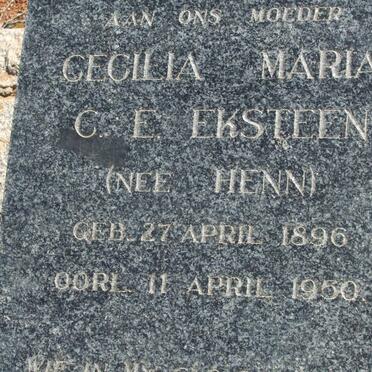 AAN ONS MOEDER
CECILIA MARIA
C. E. EKSTEEN
(NEE HENN)
GEB. 27 APRIL 1896
OORL. 11 APRIL 1950.